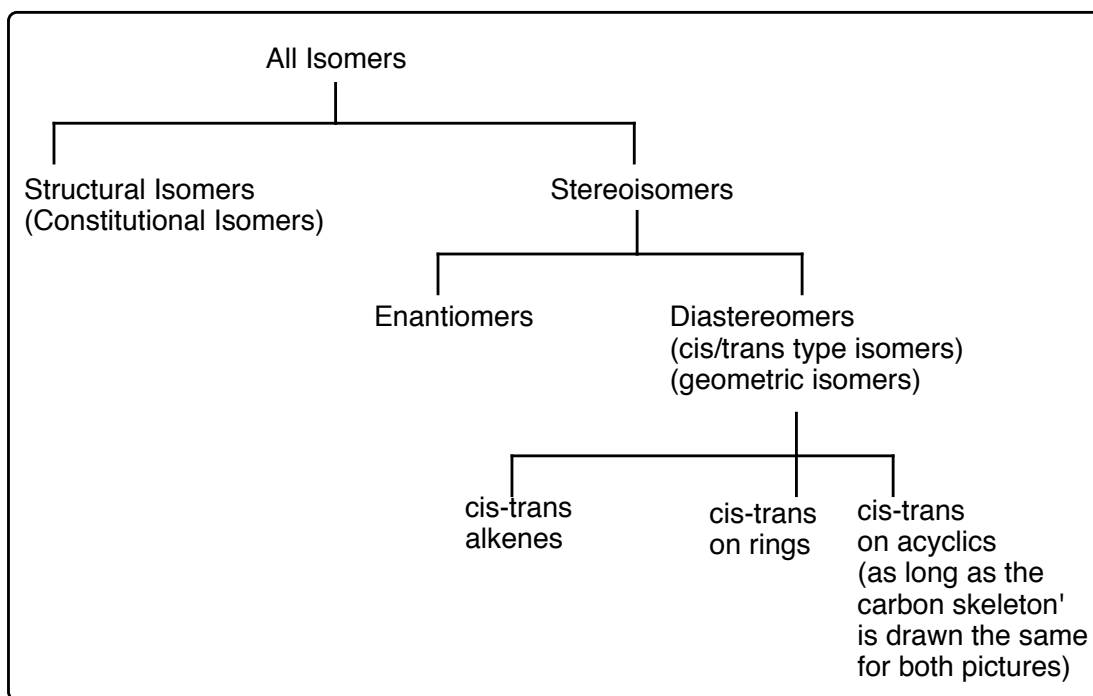 All Isomers
Structural Isomers
(Constitutional Isomers)
Stereoisomers
Enantiomers
Diastereomers
(cis/trans type isomers)
(geometric isomers)
cis-trans
alkenes
cis-trans
on rings
cis-trans
on acyclics
(as long as the
carbon skeleton'
is drawn the same
for both pictures)